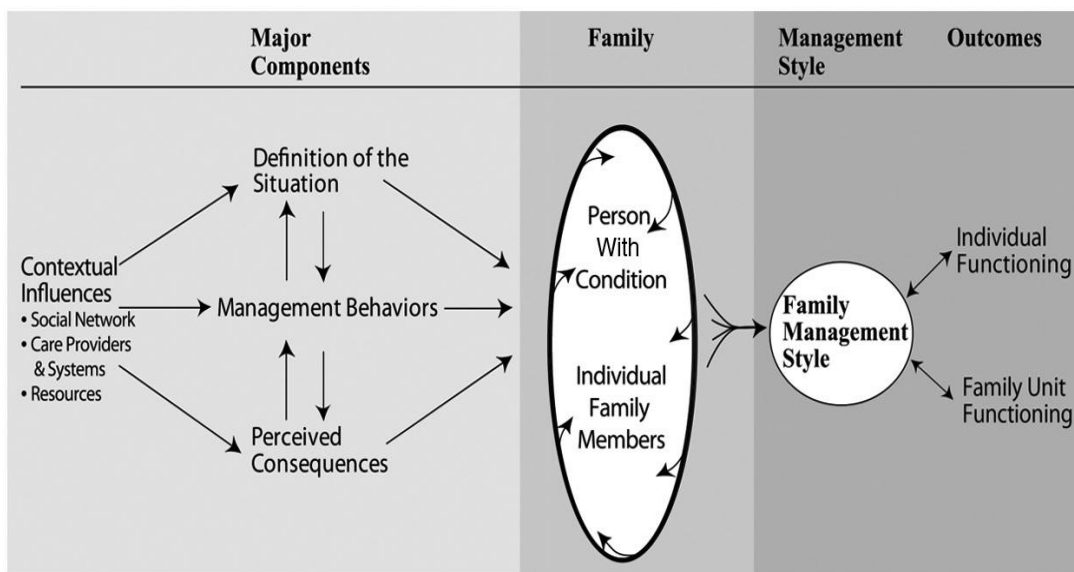 Major
Components
Family
Management
Style
Outcomes
Contextual
Influences
• Social Network
• Care Providers
& Systems
• Resources
Definition of the
Situation
Management Behaviors
Perceived
Consequences
Person
With
Condition
Individual
Family
Members
Family
Management
Style
Individual
Functioning
Family Unit
Functioning